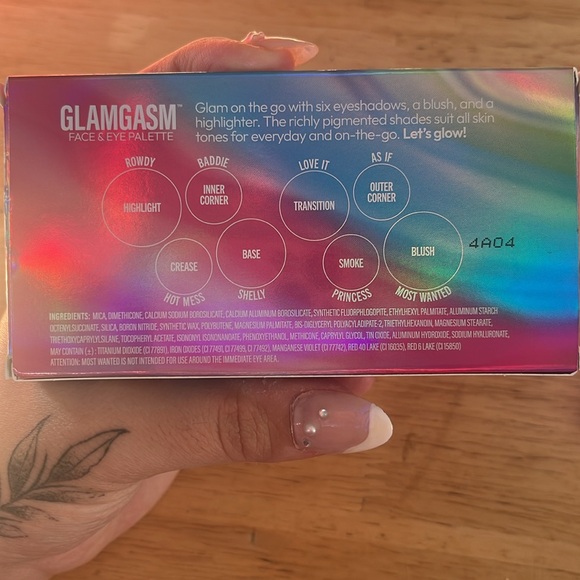 GLAMGASM™
FACE & EYE PALETTE
Glam on the go with six eyeshadows, a blush, and a
highlighter. The richly pigmented shades suit all skin
tones for everyday and on-the-go. Let's glow!
ROWDY
HIGHLIGHT
BADDIE
INNER
CORNER
LOVE IT
TRANSITION
AS IF
OUTER
CORNER
CREASE
HOT MESS
BASE
SHELLY
SMOKE
PRINCESS
BLUSH
MOST WANTED
4A04
INGREDIENTS: MICA, DIMETHICONE, CALCIUM SODIUM BOROSILICATE, CALCIUM ALUMINUM BOROSILICATE, SYNTHETIC FLUORPHLOGOPITE, ETHYLHEXYL PALMITATE, ALUMINUM STARCH
OCTENYLSUCCINATE, SILICA, BORON NITRIDE, SYNTHETIC WAX, POLYBUTENE, MAGNESIUM PALMITATE, BIS-DIGLYCERYL POLYACYLADIPATE-2, TRIETHYLHEXANOIN, MAGNESIUM STEARATE,
TRIETHOXYCAPRYLYLSILANE, TOCOPHERYL ACETATE, ISONONYL ISONONANOATE, PHENOXYETHANOL, METHICONE, CAPRYLYL GLYCOL, TIN OXIDE, ALUMINUM HYDROXIDE, SODIUM HYALURONATE,
MAY CONTAIN (±): TITANIUM DIOXIDE (CI 77891), IRON OXIDES (CI 77491, CI 77499, CI 77492), MANGANESE VIOLET (CI 77742), RED 40 LAKE (CI 16035), RED 6 LAKE (CI 15850)
ATTENTION: MOST WANTED IS NOT INTENDED FOR USE AROUND THE IMMEDIATE EYE AREA.